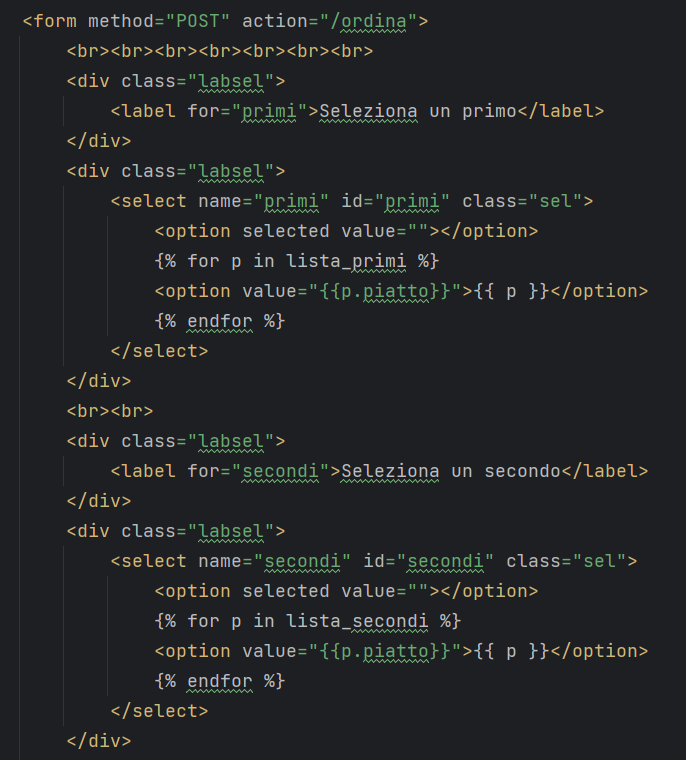 <form method="POST" action="/ordina">
<br><br><br><br><br><br><br>
<div class="labsel">
<label for="primi">Seleziona un primo</label>
</div>
<div class="labsel">
<select name="primi" id="primi" class="sel">
<option selected value=""></option>
{% for p in lista_primi %}
<option value="{{p.piatto}}">{{ p }}</option>
{% endfor %}
</select>
</div>
<br><br>
<div class="labsel">
<label for="secondi">Seleziona un secondo</label>
</div>
<div class="labsel">
<select name="secondi" id="secondi" class="sel">
<option selected value=""></option>
{% for p in lista_secondi %}
<option value="{{p.piatto}}">{{ p }}</option>
{% endfor %}
</select>
</div>